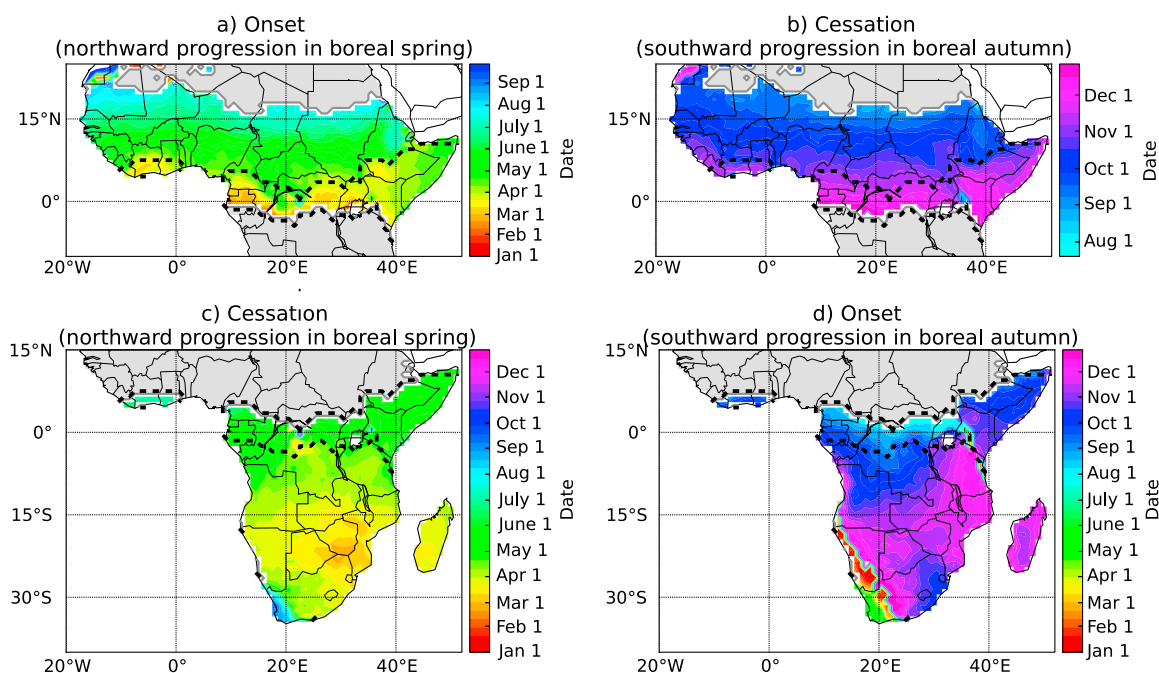 a) Onset
(northward progression in boreal spring)
15°N
0°
20°W
0°
20°E
40°E
Sep 1
Aug 1
July 1
June 1
May 1
Apr 1
Mar 1
Feb 1
Jan 1
Date
b) Cessation
(southward progression in boreal autumn)
15°N
0°
20°W
0°
20°E
40°E
Dec 1
Nov 1
Oct 1
Sep 1
Aug 1
Date
c) Cessation
(northward progression in boreal spring)
15°N
0°
15°S
30°S
20°W
0°
20°E
40°E
Dec 1
Nov 1
Oct 1
Sep 1
Aug 1
July 1
June 1
May 1
Apr 1
Mar 1
Feb 1
Jan 1
Date
d) Onset
(southward progression in boreal autumn)
15°N
0°
15°S
30°S
20°W
0°
20°E
40°E
Dec 1
Nov 1
Oct 1
Sep 1
Aug 1
July 1
June 1
May 1
Apr 1
Mar 1
Feb 1
Jan 1
Date